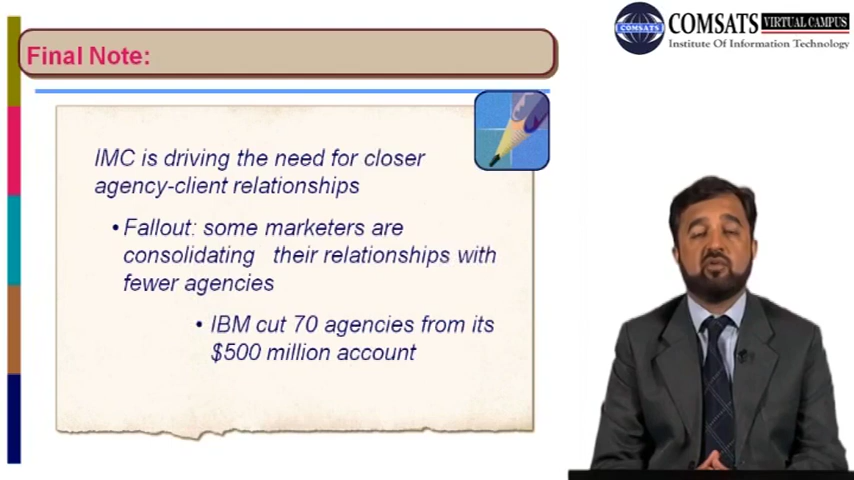 Final Note:
COMSATS VIRTUAL CAMPUS
COMSATS
Institute Of Information Technology
IMC is driving the need for closer
agency-client relationships
• Fallout: some marketers are
consolidating their relationships with
fewer agencies
• IBM cut 70 agencies from its
$500 million account